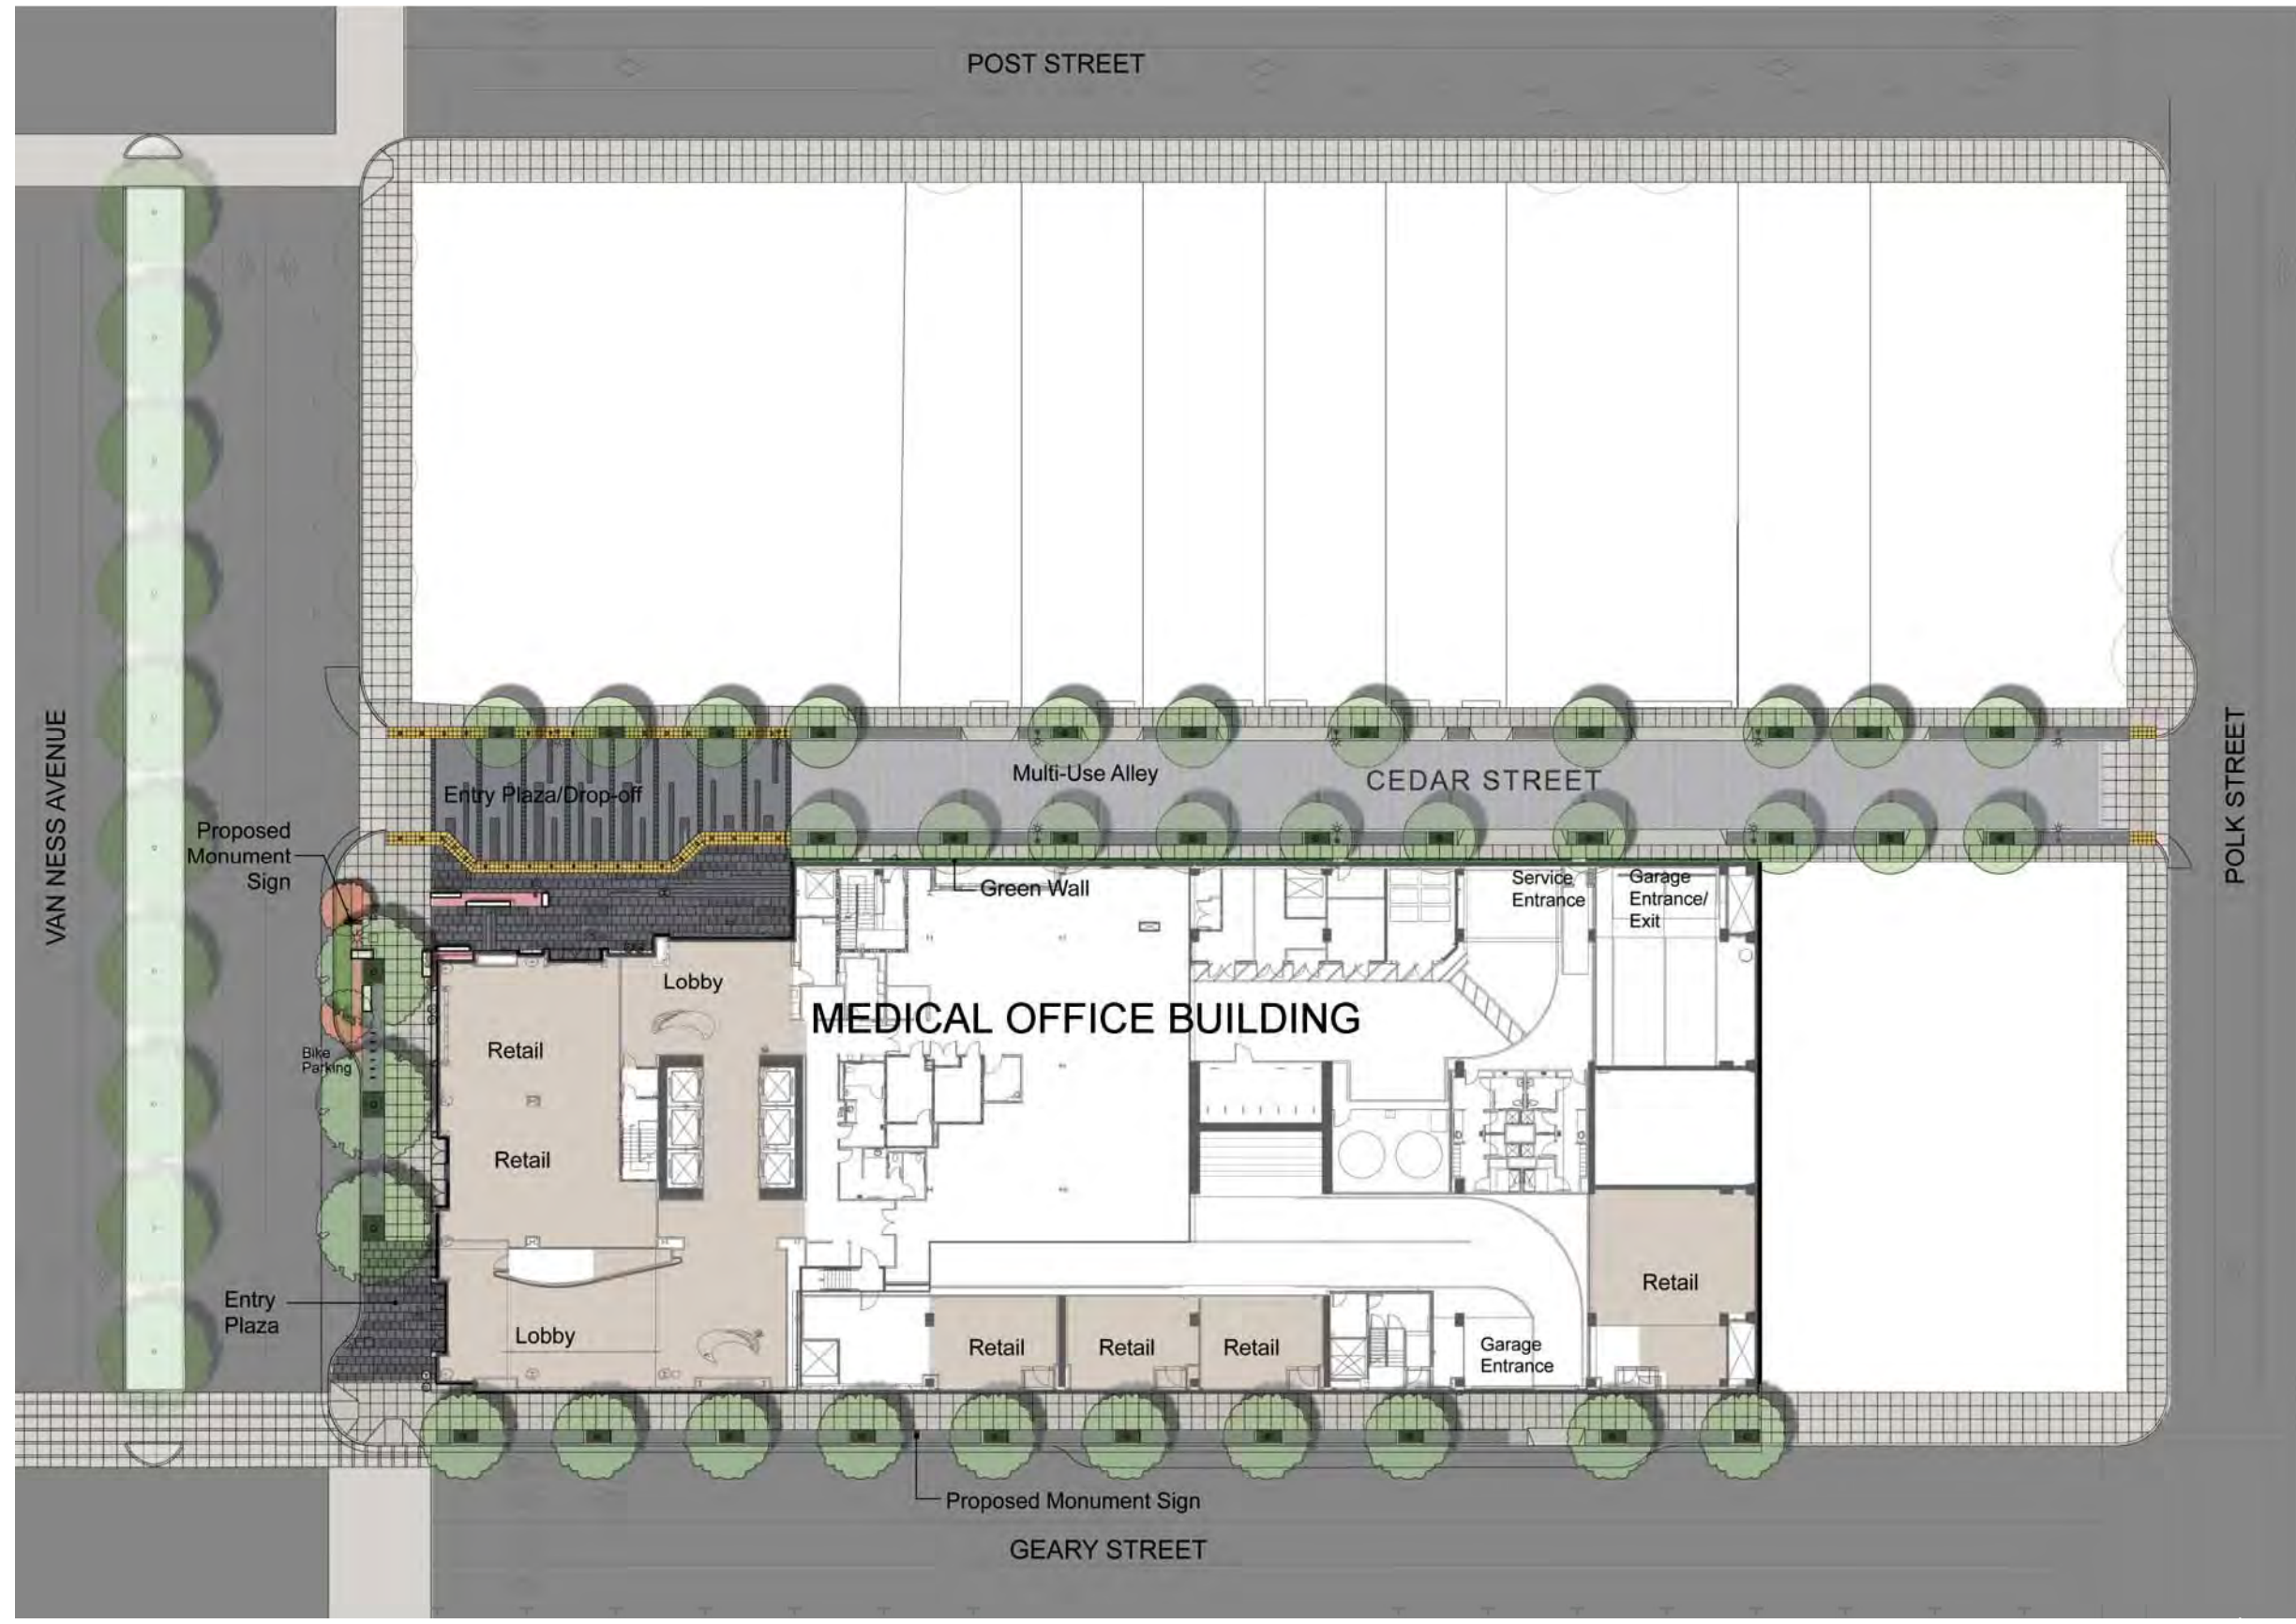 POST STREET
VAN NESS AVENUE
POLK STREET
Multi-Use Alley
CEDAR STREET
Entry Plaza/Drop-off
Proposed
Monument
Sign
Green Wall
Service
Entrance
Garage
Entrance/
Exit
Lobby
MEDICAL OFFICE BUILDING
Retail
Bike
Parking
Retail
Retail
Entry
Plaza
Lobby
Retail
Retail
Retail
Garage
Entrance
Proposed Monument Sign
GEARY STREET